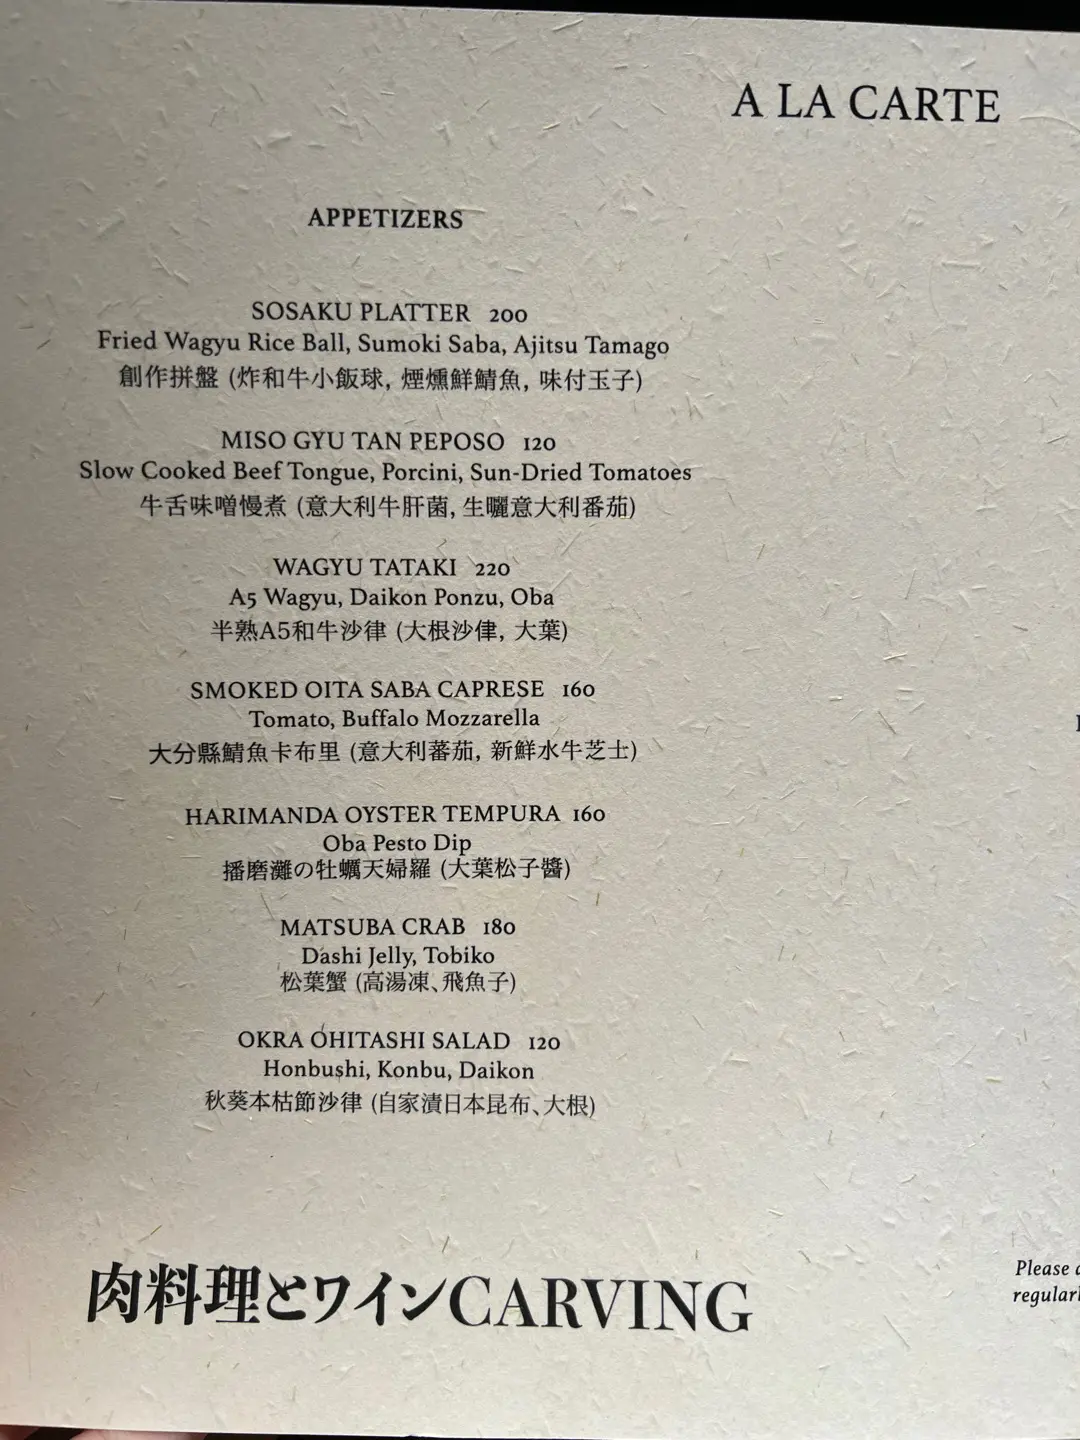 A LA CARTE
APPETIZERS
SOSAKU PLATTER 200
Fried Wagyu Rice Ball, Sumoki Saba, Ajitsu Tamago
創作拼盤 (炸和牛小飯球, 煙燻鮮鯖魚, 味付玉子)
MISO GYU TAN PEPOSO 120
Slow Cooked Beef Tongue, Porcini, Sun-Dried Tomatoes
牛舌味噌慢煮 (意大利牛肝菌, 生曬意大利番茄)
WAGYU TATAKI 220
A5 Wagyu, Daikon Ponzu, Oba
半熟A5和牛沙律 (大根沙律, 大葉)
SMOKED OITA SABA CAPRESE 160
Tomato, Buffalo Mozzarella
大分縣鯖魚卡布里 (意大利蕃茄, 新鮮水牛芝士)
HARIMANDA OYSTER TEMPURA 160
Oba Pesto Dip
播磨灘の牡蠣天婦羅 (大葉松子醬)
MATSUBA CRAB 180
Dashi Jelly, Tobiko
松葉蟹 (高湯凍、飛魚子)
OKRA OHITASHI SALAD 120
Honbushi, Konbu, Daikon
秋葵本枯節沙律 (自家漬日本昆布、大根)
肉料理とワインCARVING
Please